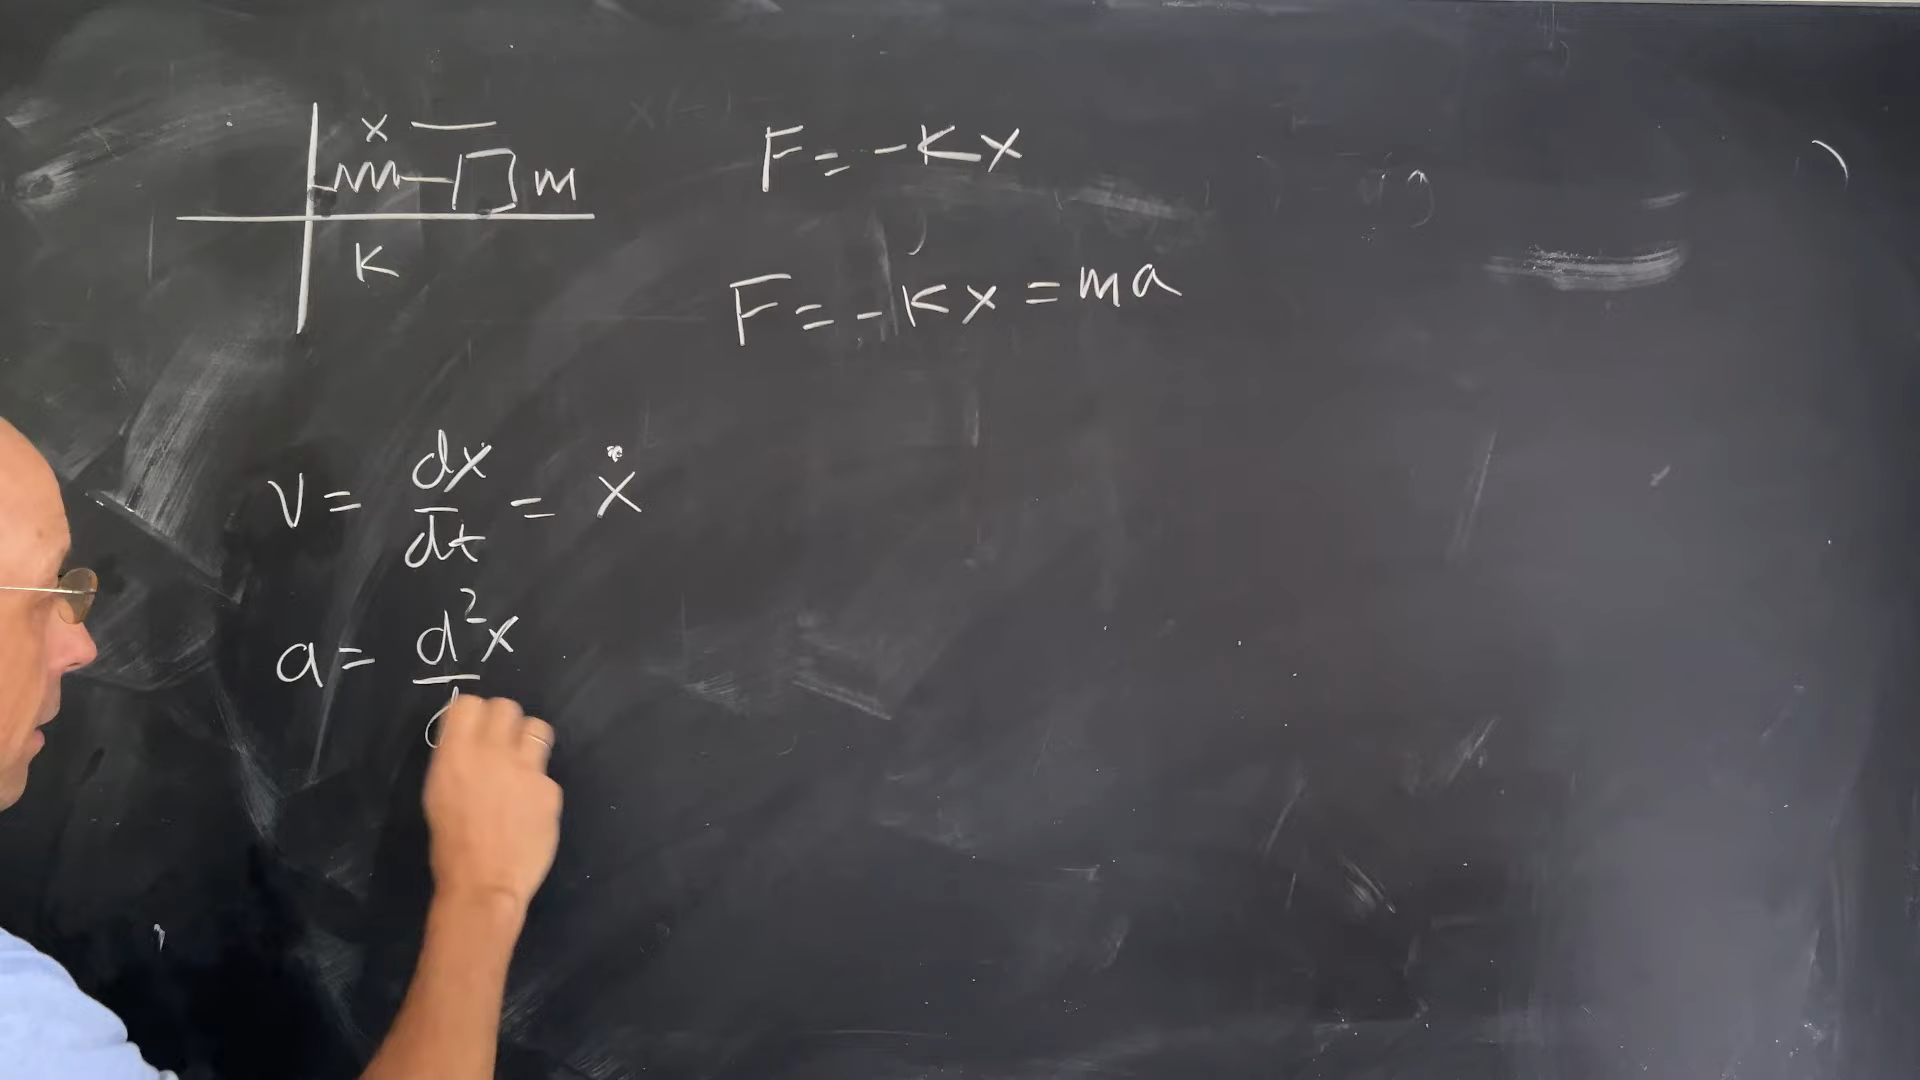 x
m
K
F = -Kx
F = -Kx = ma
v = dx/dt = ẋ
a = d²x/d